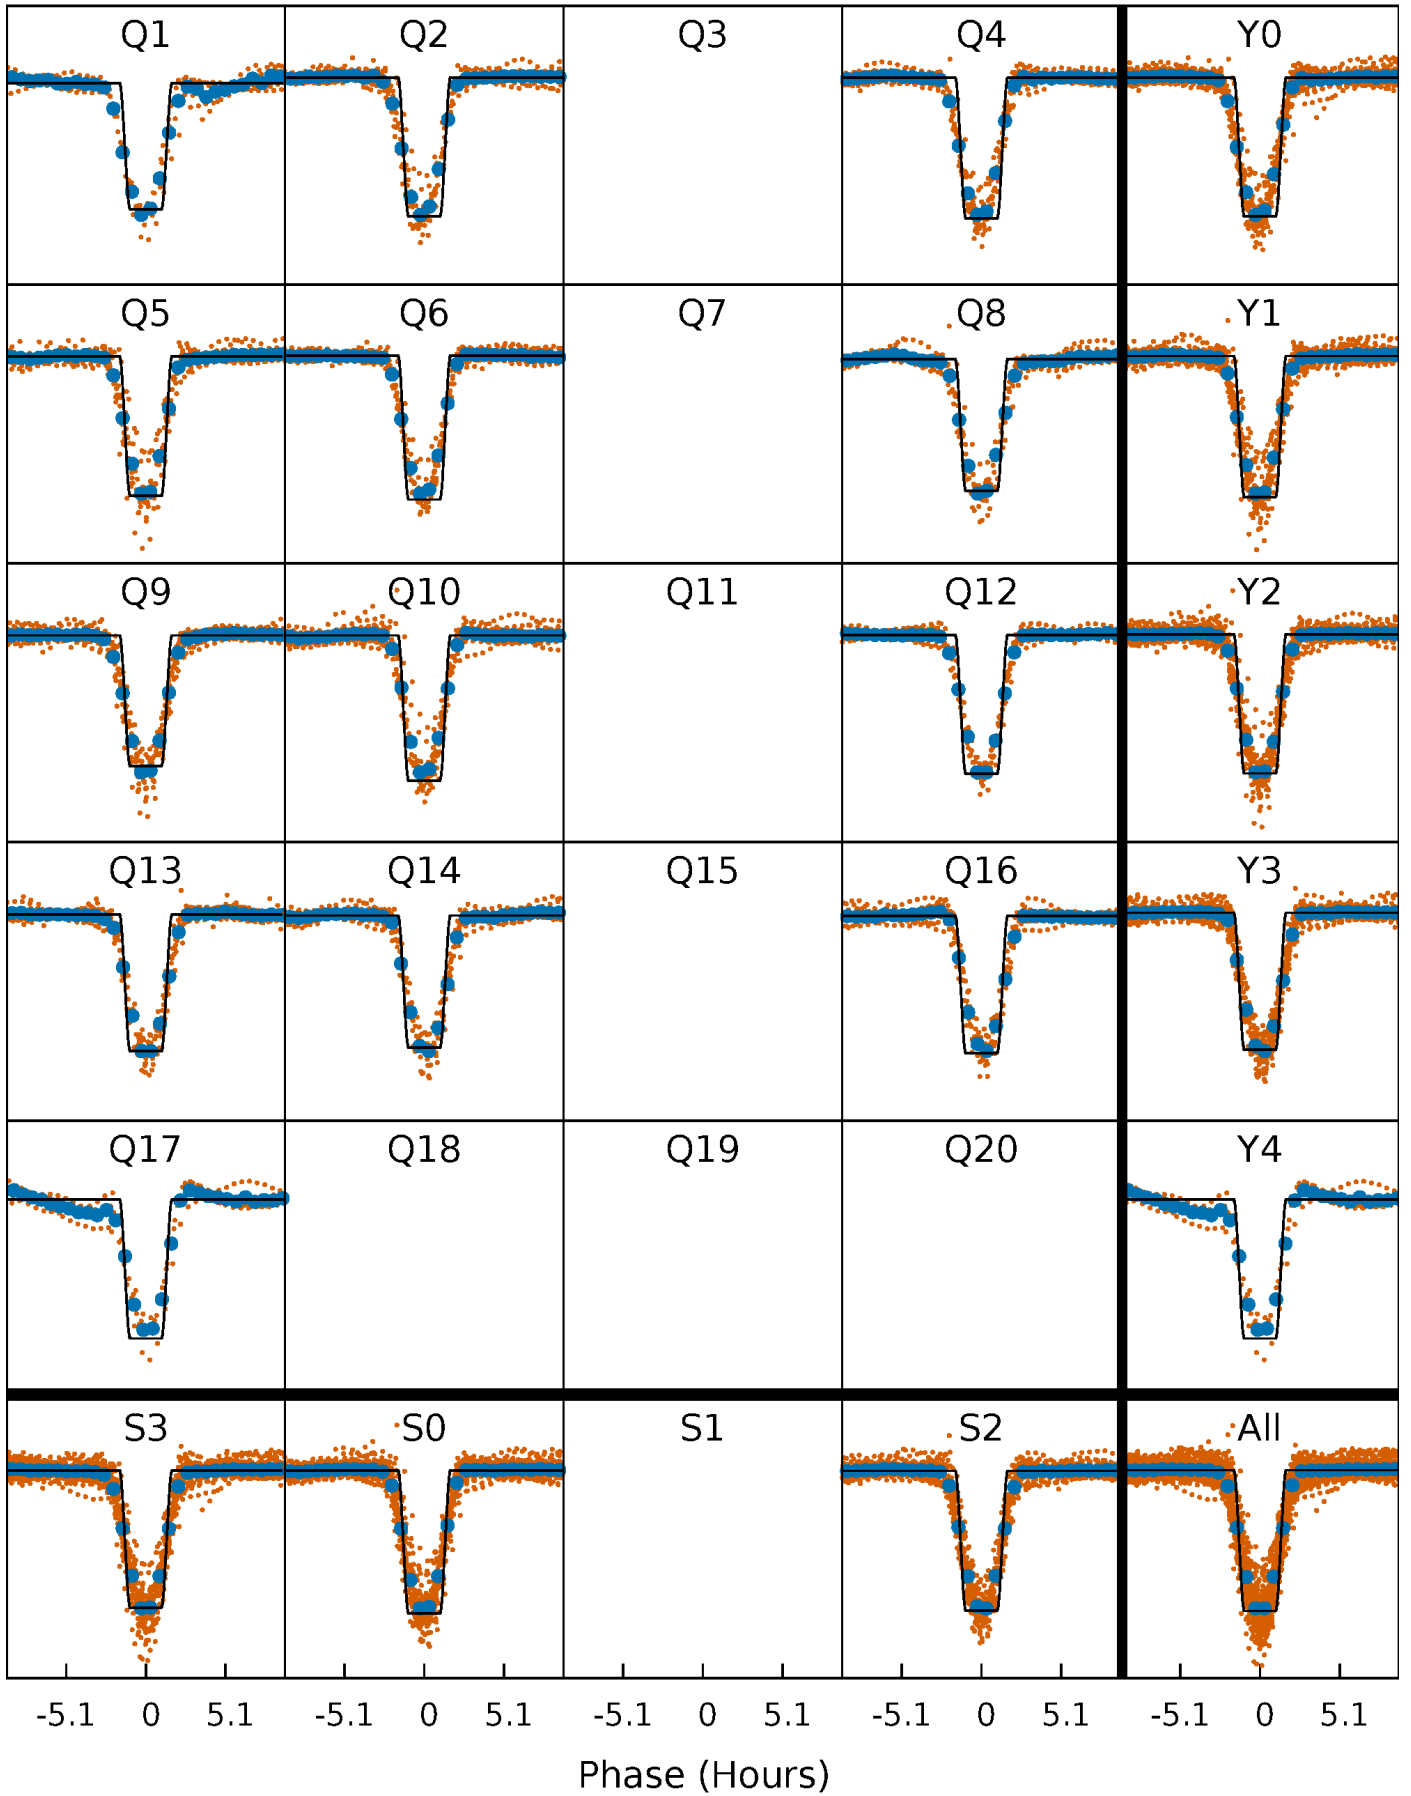 Q1 Q2 Q3 Q4 Y0
Q5 Q6 Q7 Q8 Y1
Q9 Q10 Q11 Q12 Y2
Q13 Q14 Q15 Q16 Y3
Q17 Q18 Q19 Q20 Y4
S3 S0 S1 S2 All
-5.1 0 5.1 -5.1 0 5.1 -5.1 0 5.1 -5.1 0 5.1 -5.1 0 5.1
Phase (Hours)